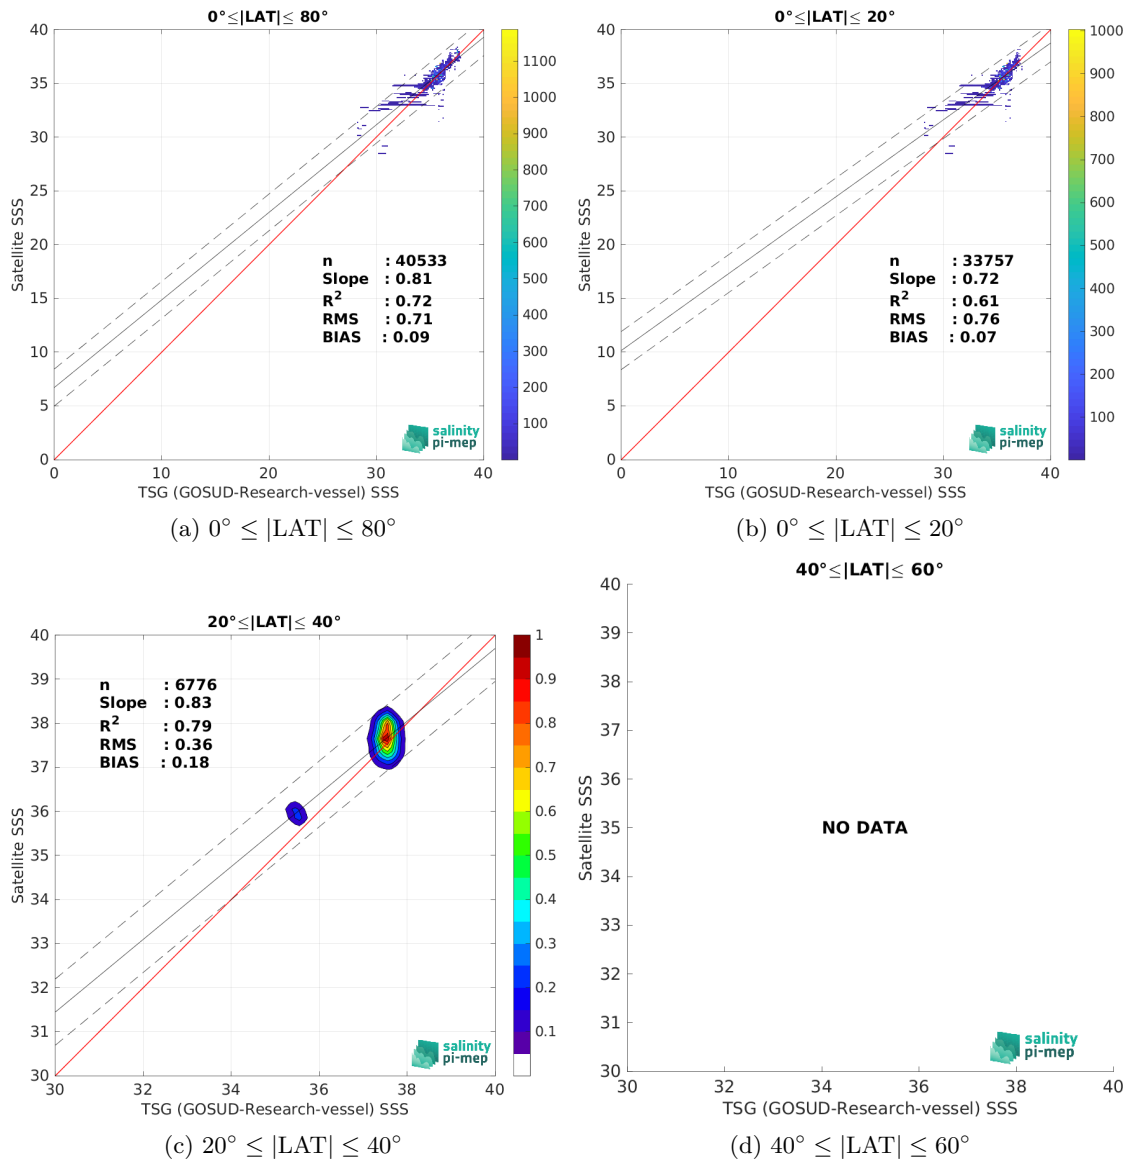 0°≤|LAT|≤ 80°
40
35
30
25
20
15
10
5
0
Satellite SSS
n : 40533
Slope : 0.81
R² : 0.72
RMS : 0.71
BIAS : 0.09
salinity
pi-mep
0 10 20 30 40
TSG (GOSUD-Research-vessel) SSS
1100
1000
900
800
700
600
500
400
300
200
100
(a) 0° ≤ |LAT| ≤ 80°
0°≤|LAT|≤ 20°
40
35
30
25
20
15
10
5
0
Satellite SSS
n : 33757
Slope : 0.72
R² : 0.61
RMS : 0.76
BIAS : 0.07
salinity
pi-mep
0 10 20 30 40
TSG (GOSUD-Research-vessel) SSS
1000
900
800
700
600
500
400
300
200
100
(b) 0° ≤ |LAT| ≤ 20°
20°≤|LAT|≤ 40°
40
39
38
37
36
35
34
33
32
31
30
Satellite SSS
n : 6776
Slope : 0.83
R² : 0.79
RMS : 0.36
BIAS : 0.18
salinity
pi-mep
30 32 34 36 38 40
TSG (GOSUD-Research-vessel) SSS
1
0.9
0.8
0.7
0.6
0.5
0.4
0.3
0.2
0.1
(c) 20° ≤ |LAT| ≤ 40°
40°≤|LAT|≤ 60°
40
39
38
37
36
35
34
33
32
31
30
Satellite SSS
NO DATA
salinity
pi-mep
30 32 34 36 38 40
TSG (GOSUD-Research-vessel) SSS
(d) 40° ≤ |LAT| ≤ 60°